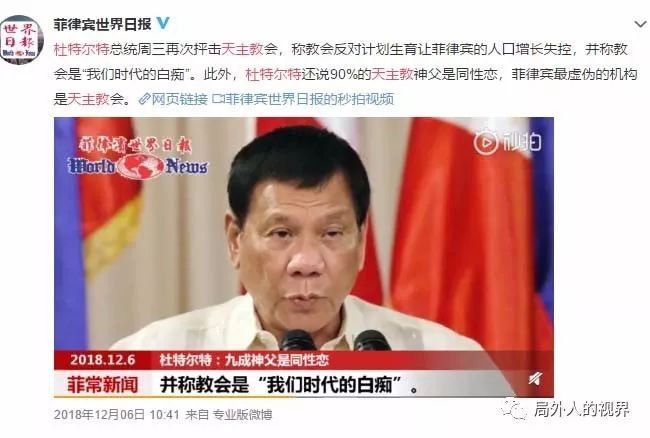 世界
日报
菲律宾世界日报
杜特尔特总统周三再次抨击天主教会，称教会反对计划生育让菲律宾的人口增长失控，并称教
会是“我们时代的白痴”。此外，杜特尔特还说90%的天主教神父是同性恋，菲律宾最虚伪的机构
是天主教会。网页链接 菲律宾世界日报的秒拍视频
菲律濱世界日報
World News
秒拍
2018.12.6 杜特尔特：九成神父是同性恋
菲常新闻 并称教会是“我们时代的白痴”。
2018年12月06日 10:41 来自 专业版微博
局外人的视界